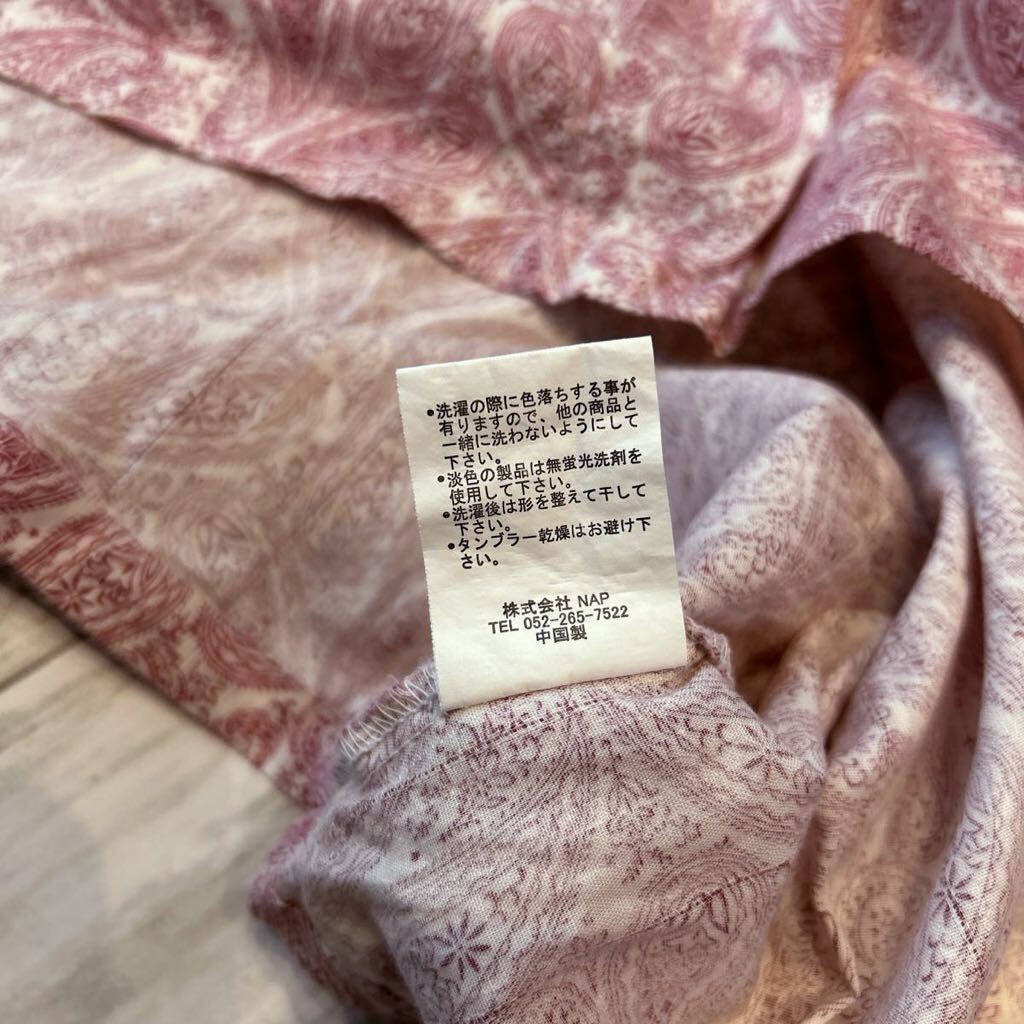 ●洗濯の際に色落ちする事が
有りますので、他の商品と
一緒に洗わないようにして
下さい。
●淡色の製品は無蛍光洗剤を
使用して下さい。
●洗濯後は形を整えて干して
下さい。
●タンブラー乾燥はお避け下
さい。
株式会社 NAP
TEL 052-265-7522
中国製